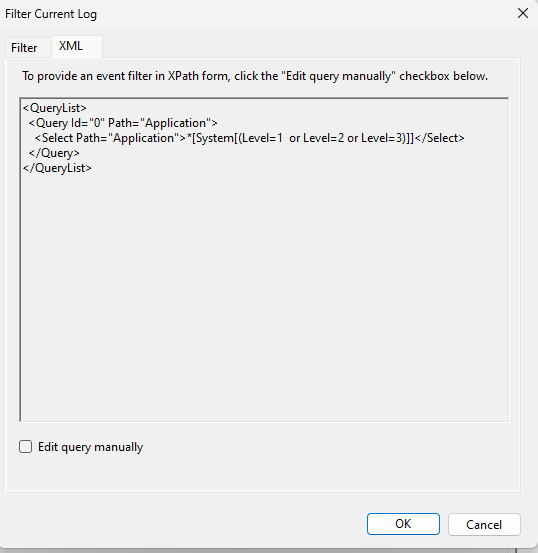 Filter Current Log
Filter
XML
To provide an event filter in XPath form, click the "Edit query manually" checkbox below.
<QueryList>
  <Query Id="0" Path="Application">
    <Select Path="Application">*[System[(Level=1  or Level=2 or Level=3)]]</Select>
  </Query>
</QueryList>
Edit query manually
OK
Cancel